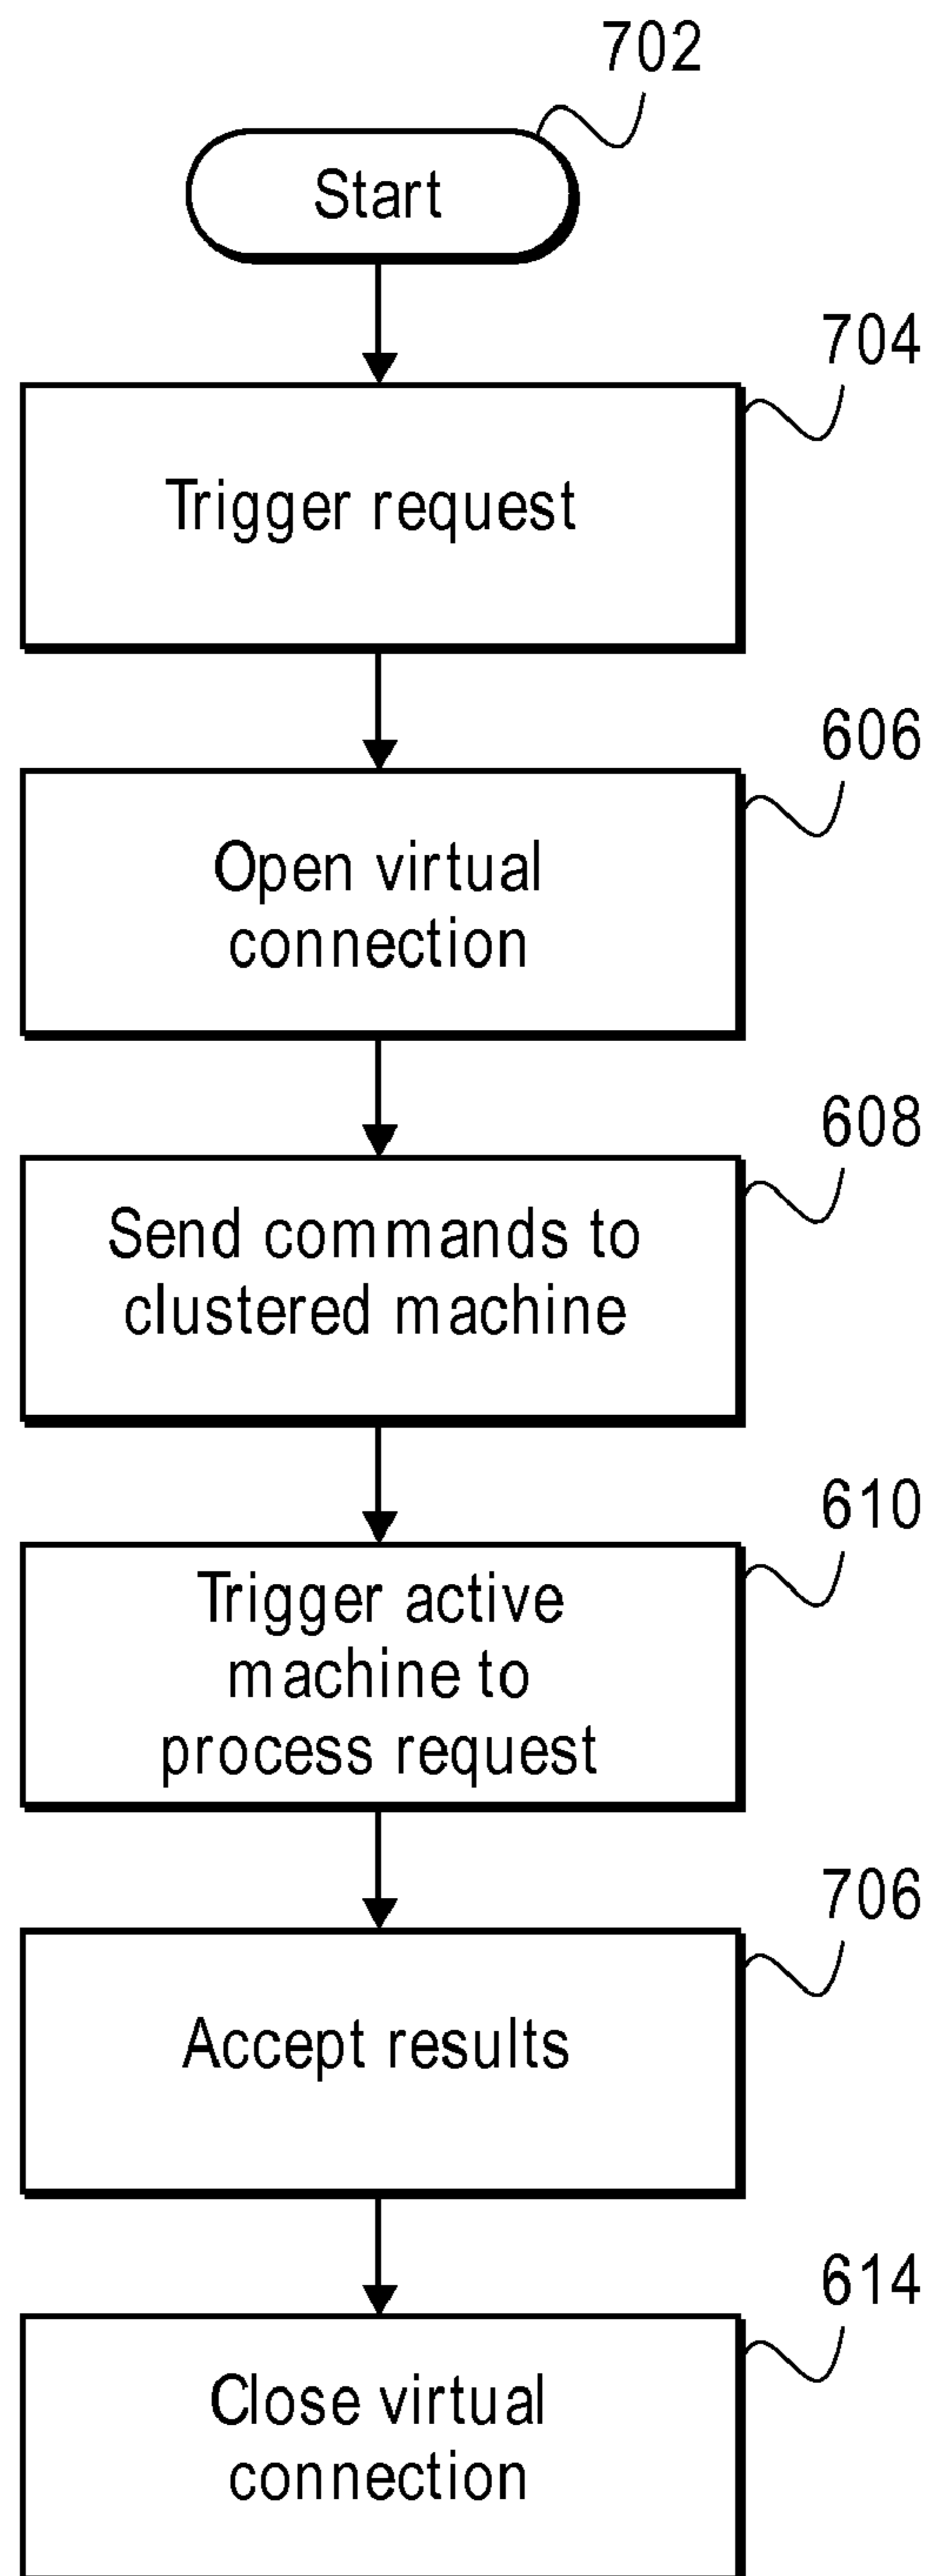 702
Start
704
Trigger request
606
Open virtual
connection
608
Send commands to
clustered machine
610
Trigger active
machine to
process request
706
Accept results
614
Close virtual
connection